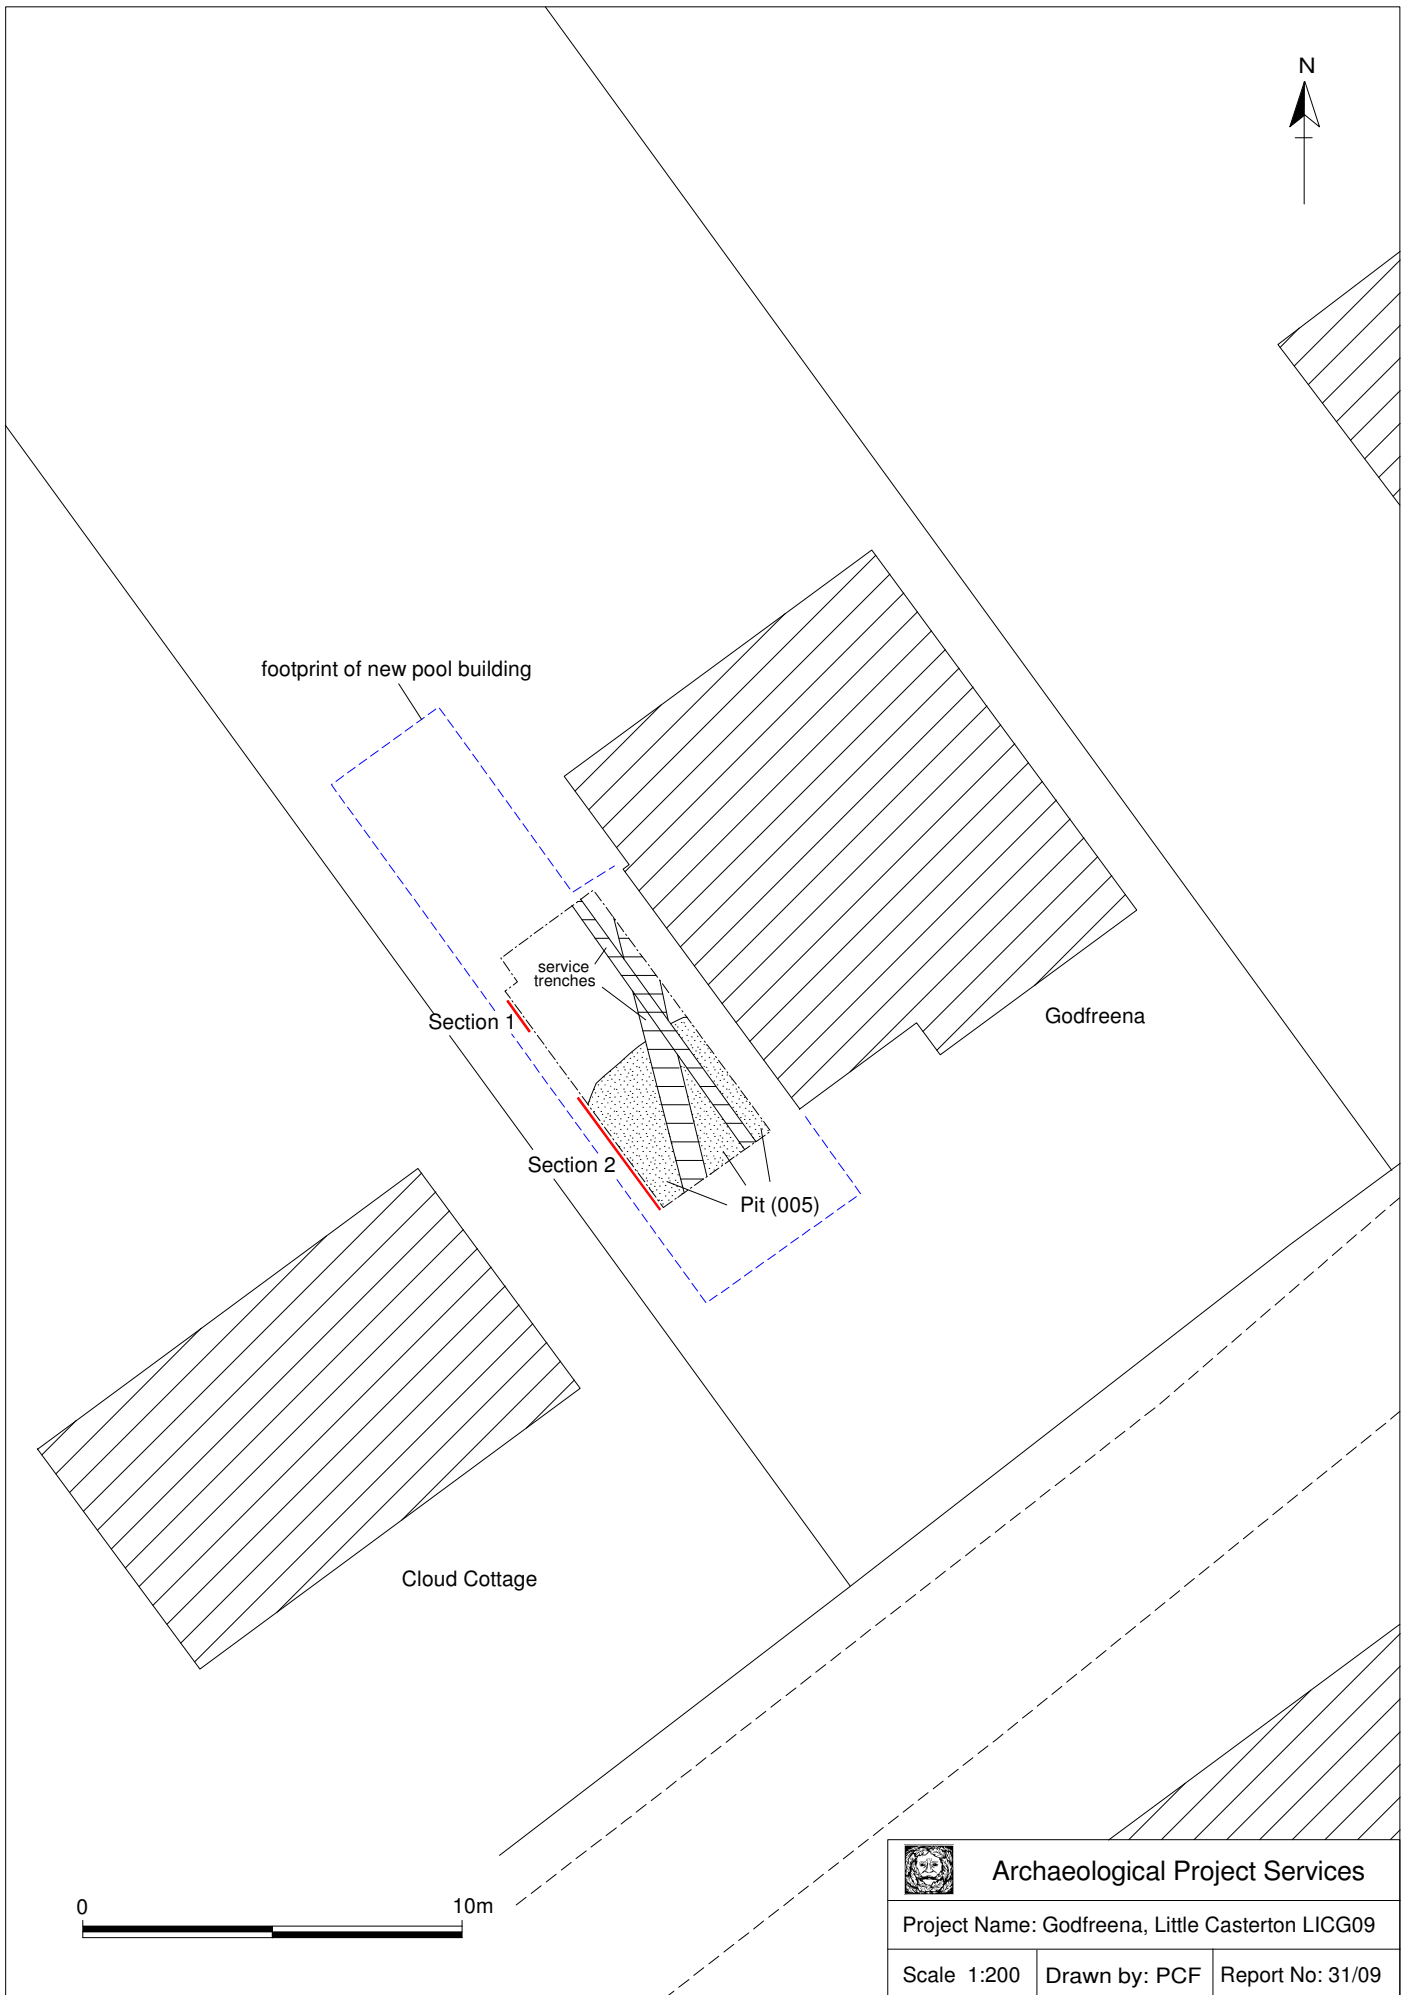 N
footprint of new pool building
service
trenches
Section 1
Godfreena
Section 2
Pit (005)
Cloud Cottage
0 10m
Archaeological Project Services
Project Name: Godfreena, Little Casterton LICG09
Scale 1:200 Drawn by: PCF Report No: 31/09